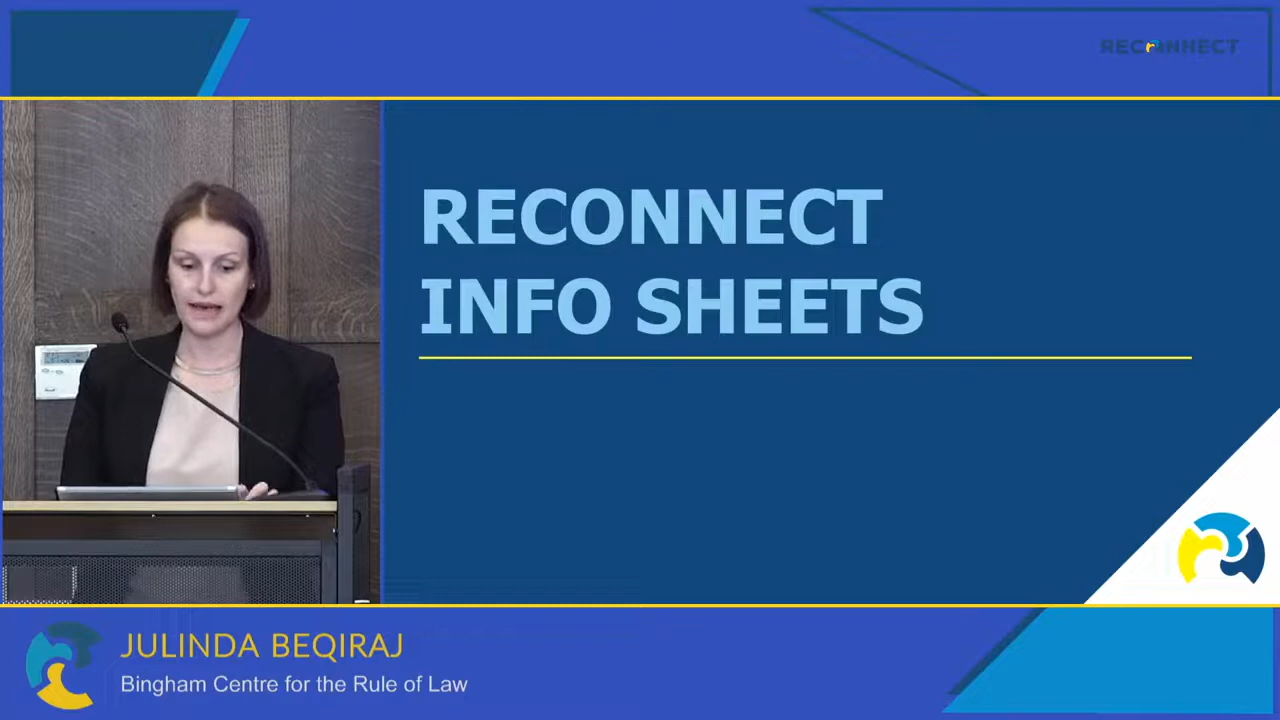 RECONNECT
RECONNECT
INFO SHEETS
JULINDA BEQIRAJ
Bingham Centre for the Rule of Law